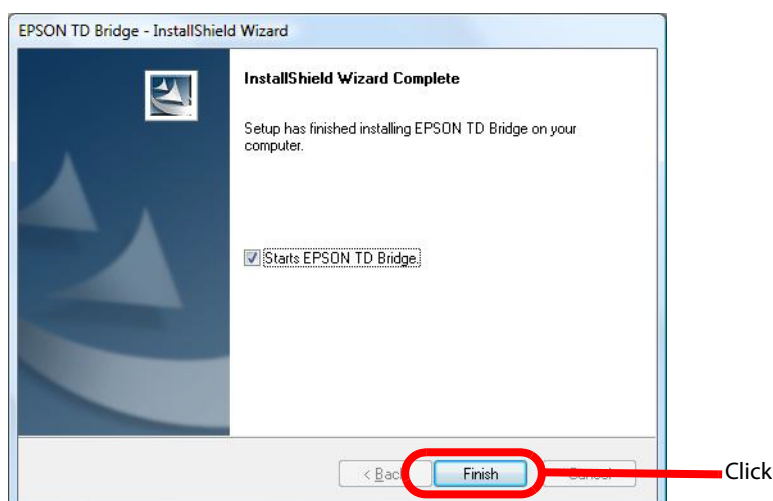 EPSON TD Bridge - InstallShield Wizard
InstallShield Wizard Complete
Setup has finished installing EPSON TD Bridge on your
computer.
Starts EPSON TD Bridge.
< Back Finish Cancel
Click